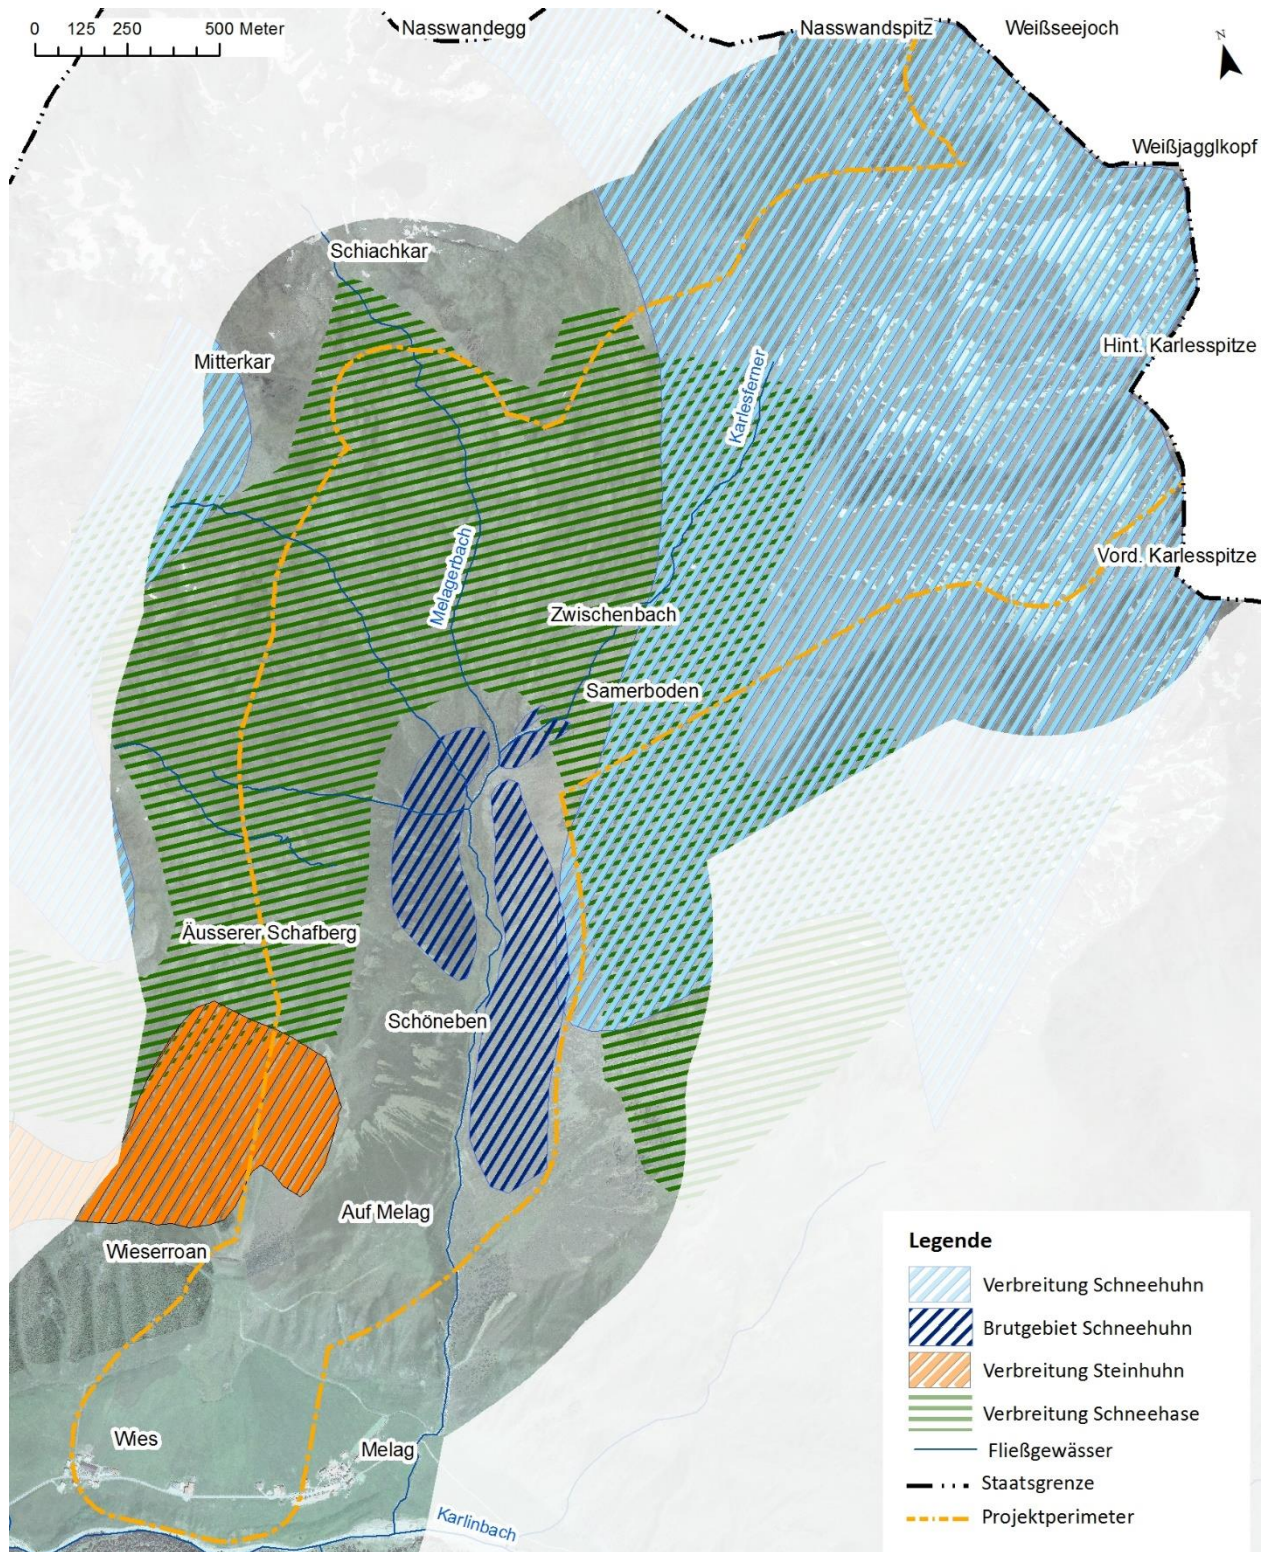 0 125 250 500 Meter
Nasswandegg
Nasswandspitz
Weißseejoch
N
Weißjagglkopf
Schiachkar
Mitterkar
Hint. Karlesspitze
Karlesferner
Vord. Karlesspitze
Melagerbach
Zwischenbach
Samerboden
Äusserer Schafberg
Schöneben
Auf Melag
Wieserroan
Wies
Melag
Karlinbach
Legende
Verbreitung Schneehuhn
Brutgebiet Schneehuhn
Verbreitung Steinhuhn
Verbreitung Schneehase
Fließgewässer
Staatsgrenze
Projektperimeter